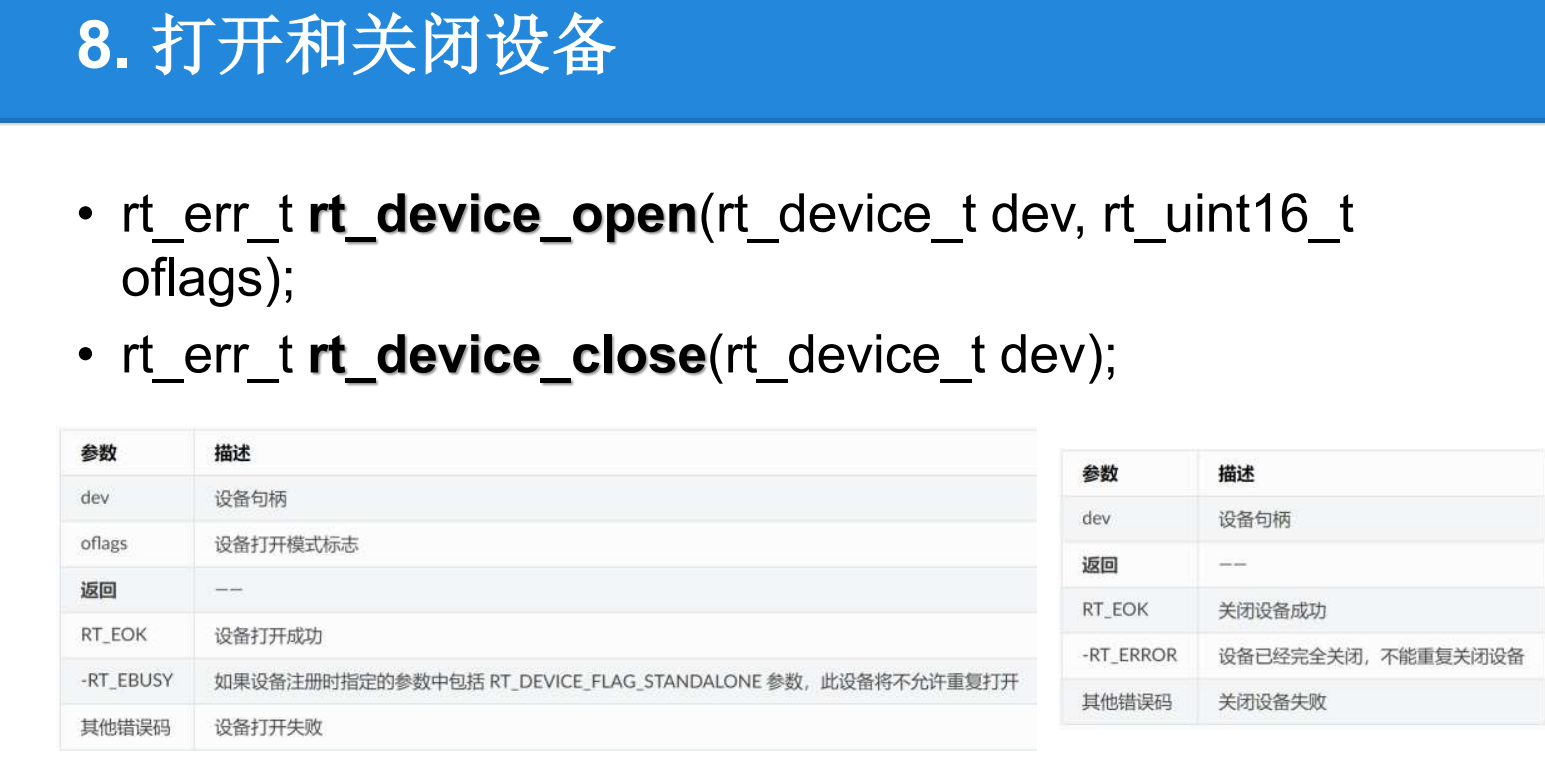 8. 打开和关闭设备
• rt_err_t rt_device_open(rt_device_t dev, rt_uint16_t
oflags);
• rt_err_t rt_device_close(rt_device_t dev);
参数 描述
dev 设备句柄
oflags 设备打开模式标志
返回 ——
RT_EOK 设备打开成功
-RT_EBUSY 如果设备注册时指定的参数中包括 RT_DEVICE_FLAG_STANDALONE 参数，此设备将不允许重复打开
其他错误码 设备打开失败
参数 描述
dev 设备句柄
返回 ——
RT_EOK 关闭设备成功
-RT_ERROR 设备已经完全关闭，不能重复关闭设备
其他错误码 关闭设备失败